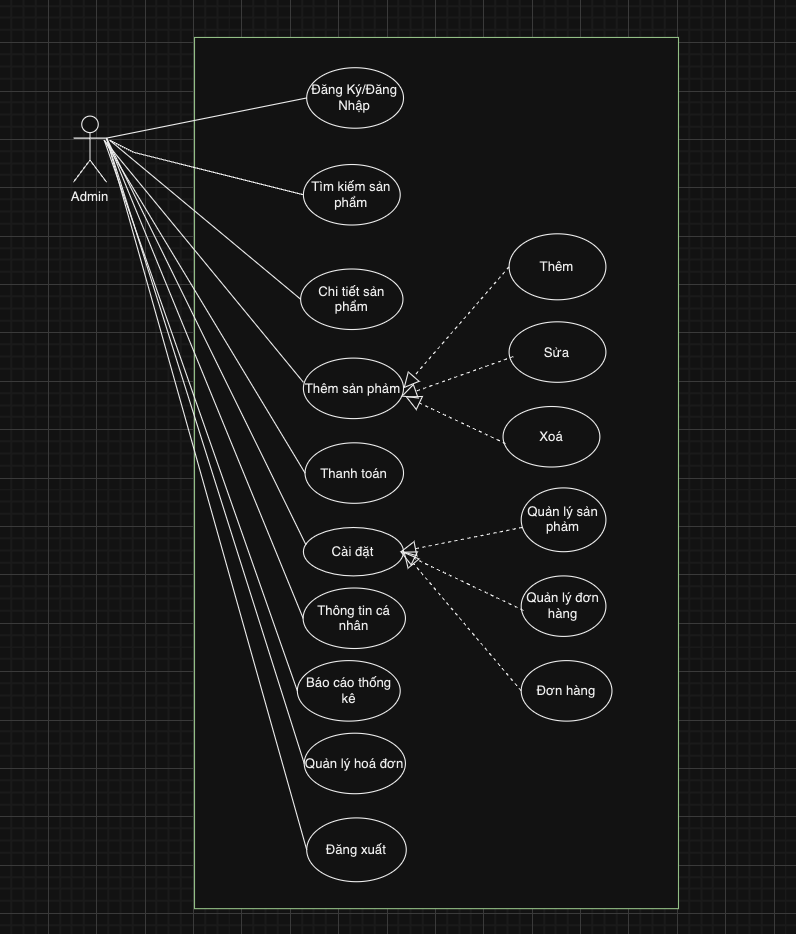 Đăng Ký/Đăng
Nhập
Admin
Tìm kiếm sản
phẩm
Thêm
Chi tiết sản
phẩm
Sửa
Thêm sản phảm
Xoá
Thanh toán
Quản lý sản
phảm
Cài đặt
Quản lý đơn
hàng
Thông tin cá
nhân
Báo cáo thống
kê
Đơn hàng
Quản lý hoá đơn
Đăng xuất